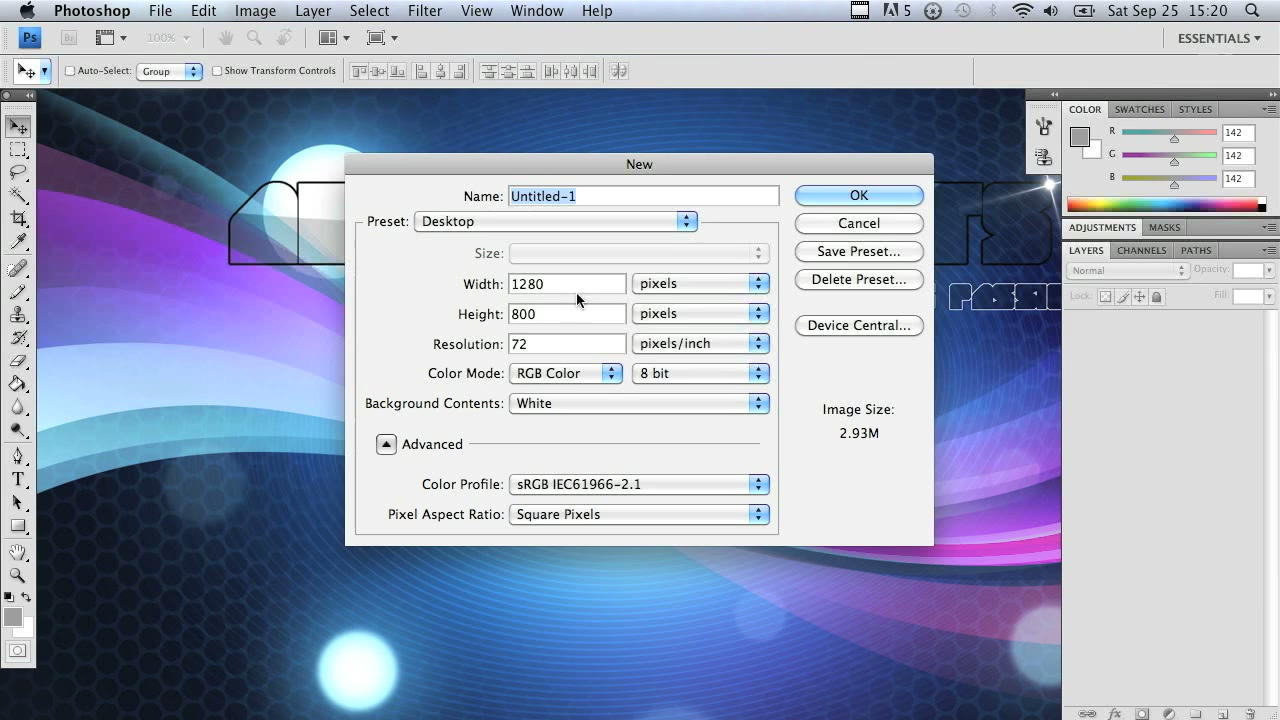 Photoshop File Edit Image Layer Select Filter View Window Help 5 Sat Sep 25 15:20
Ps Br 100% ESSENTIALS
Auto-Select: Group Show Transform Controls
COLOR SWATCHES STYLES
R 142
G 142
B 142
ADJUSTMENTS MASKS
LAYERS CHANNELS PATHS
Normal Opacity:
Lock: Fill:
New
Name: Untitled-1
Preset: Desktop
Size:
Width: 1280 pixels
Height: 800 pixels
Resolution: 72 pixels/inch
Color Mode: RGB Color 8 bit
Background Contents: White
Advanced
Color Profile: sRGB IEC61966-2.1
Pixel Aspect Ratio: Square Pixels
OK
Cancel
Save Preset...
Delete Preset...
Device Central...
Image Size:
2.93M
T
fx